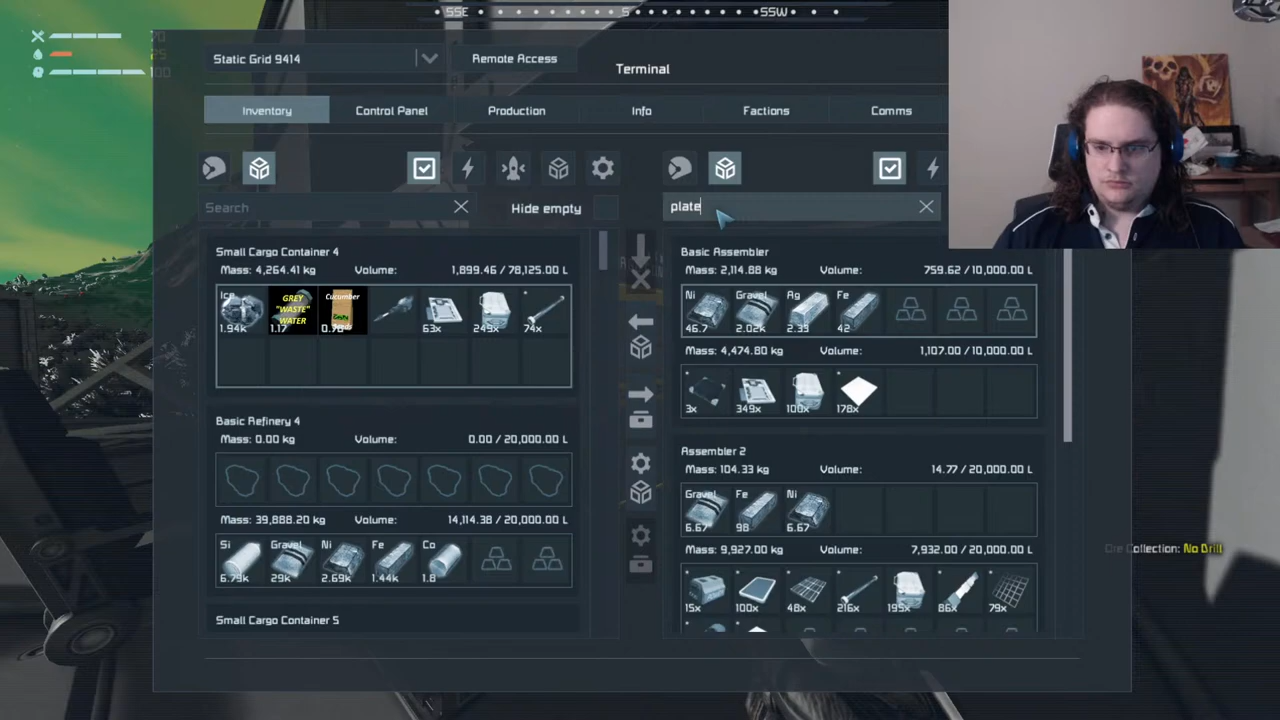 SSE S SSW
70
25
100
Static Grid 9414
Remote Access
Terminal
Inventory
Control Panel
Production
Info
Factions
Comms
Search
Hide empty
plate
Small Cargo Container 4
Mass: 4,264.41 kg Volume: 1,899.46 / 78,125.00 L
Ice
1.94k
GREY
"WASTE"
WATER
1.17
Cucumber
63x
243x
74x
Basic Refinery 4
Mass: 0.00 kg Volume: 0.00 / 20,000.00 L
Mass: 39,888.20 kg Volume: 14,114.38 / 20,000.00 L
Si
6.79k
Gravel
29k
Ni
2.69k
Fe
1.44k
Co
1.8
Small Cargo Container 5
Basic Assembler
Mass: 2,114.88 kg Volume: 759.62 / 10,000.00 L
Ni
46.7
Gravel
2.02k
Ag
2.33
Fe
42
Mass: 4,474.80 kg Volume: 1,107.00 / 10,000.00 L
3x
349x
100x
178x
Assembler 2
Mass: 104.33 kg Volume: 14.77 / 20,000.00 L
Gravel
6.67
Fe
98
Ni
6.67
Mass: 9,927.00 kg Volume: 7,932.00 / 20,000.00 L
15x
100x
48x
216x
195x
86x
79x
Ore Collection: No Drill